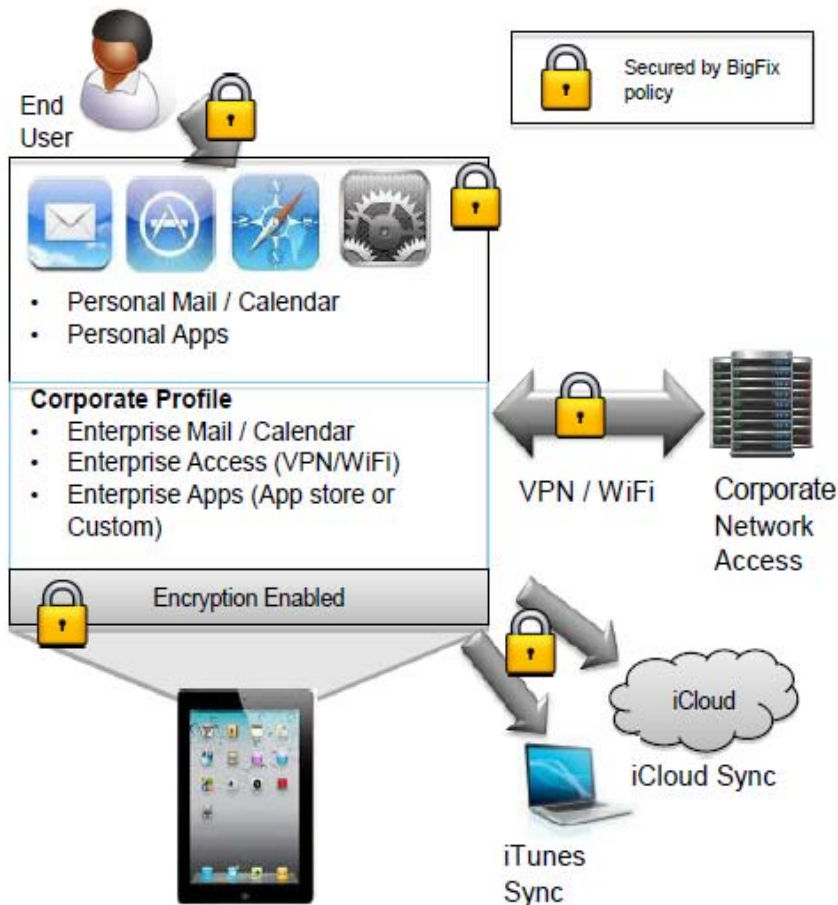 End
User
Secured by BigFix
policy
• Personal Mail / Calendar
• Personal Apps
Corporate Profile
• Enterprise Mail / Calendar
• Enterprise Access (VPN/WiFi)
• Enterprise Apps (App store or
Custom)
VPN / WiFi
Corporate
Network
Access
Encryption Enabled
iCloud
iCloud Sync
iTunes
Sync